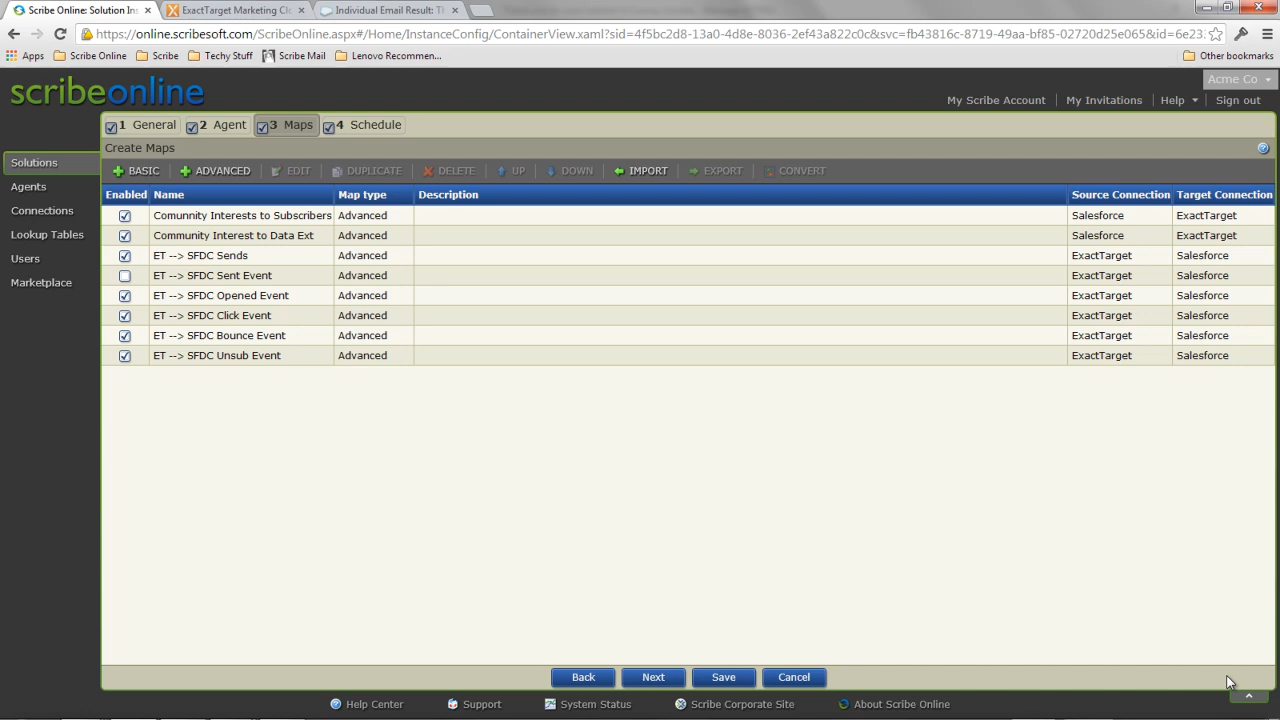 Scribe Online: Solution Ins
ExactTarget Marketing Cl
Individual Email Result: Th
https://online.scribesoft.com/ScribeOnline.aspx#/Home/InstanceConfig/ContainerView.xaml?sid=4f5bc2d8-13a0-4d8e-8036-2ef43a822c0c&svc=fb43816c-8719-49aa-bf85-02720d25e065&id=6e23
Apps Scribe Online Scribe Techy Stuff Scribe Mail Lenovo Recommen... Other bookmarks
scribeonline
Acme Co
My Scribe Account My Invitations Help Sign out
1 General 2 Agent 3 Maps 4 Schedule
Create Maps
BASIC ADVANCED EDIT DUPLICATE DELETE UP DOWN IMPORT EXPORT CONVERT
Solutions
Agents
Connections
Lookup Tables
Users
Marketplace
Enabled Name Map type Description Source Connection Target Connection
Comunnity Interests to Subscribers Advanced Salesforce ExactTarget
Community Interest to Data Ext Advanced Salesforce ExactTarget
ET --> SFDC Sends Advanced ExactTarget Salesforce
ET --> SFDC Sent Event Advanced ExactTarget Salesforce
ET --> SFDC Opened Event Advanced ExactTarget Salesforce
ET --> SFDC Click Event Advanced ExactTarget Salesforce
ET --> SFDC Bounce Event Advanced ExactTarget Salesforce
ET --> SFDC Unsub Event Advanced ExactTarget Salesforce
Back Next Save Cancel
Help Center Support System Status Scribe Corporate Site About Scribe Online